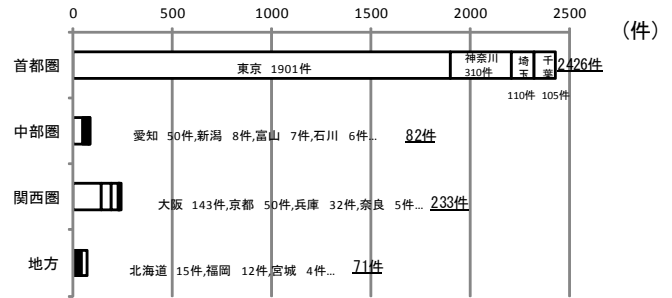 0 500 1000 1500 2000 2500
(件)
首都圏 東京 1901件 神奈川 310件 埼玉 千葉 2426件
110件 105件
中部圏 愛知 50件,新潟 8件,富山 7件,石川 6件… 82件
関西圏 大阪 143件,京都 50件,兵庫 32件,奈良 5件… 233件
地方 北海道 15件,福岡 12件,宮城 4件… 71件